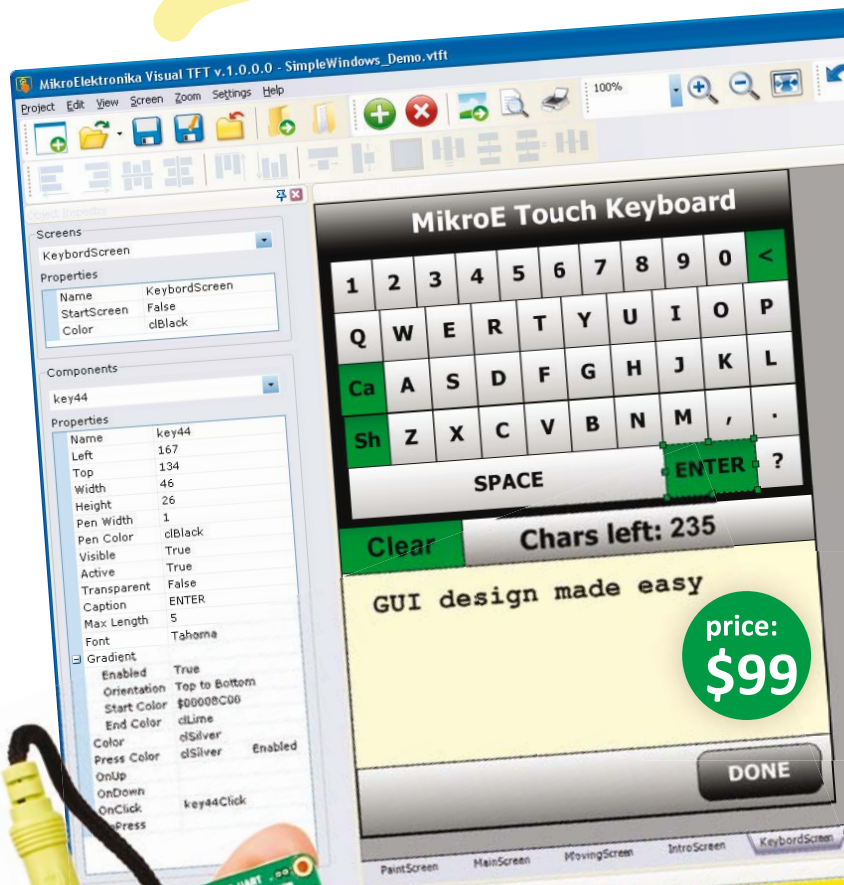 MikroElektronika Visual TFT v.1.0.0.0 - SimpleWindows_Demo.vtft
Project Edit View Screen Zoom Settings Help
100%
Object Inspector
Screens
KeybordScreen
Properties
Name KeybordScreen
StartScreen False
Color clBlack
Components
key44
Properties
Name key44
Left 167
Top 134
Width 46
Height 26
Pen Width 1
Pen Color clBlack
Visible True
Active True
Transparent False
Caption ENTER
Max Length 5
Font Tahoma
Gradient
Enabled True
Orientation Top to Bottom
Start Color $00008C00
End Color clLime
Color clSilver
Press Color clSilver Enabled
OnUp
OnDown
OnClick key44Click
OnPress
MikroE Touch Keyboard
1 2 3 4 5 6 7 8 9 0 <
Q W E R T Y U I O P
Ca A S D F G H J K L
Sh Z X C V B N M , .
SPACE ENTER ?
Clear Chars left: 235
GUI design made easy
price:
$99
DONE
PaintScreen MainScreen MovingScreen IntroScreen KeybordScreen
UART